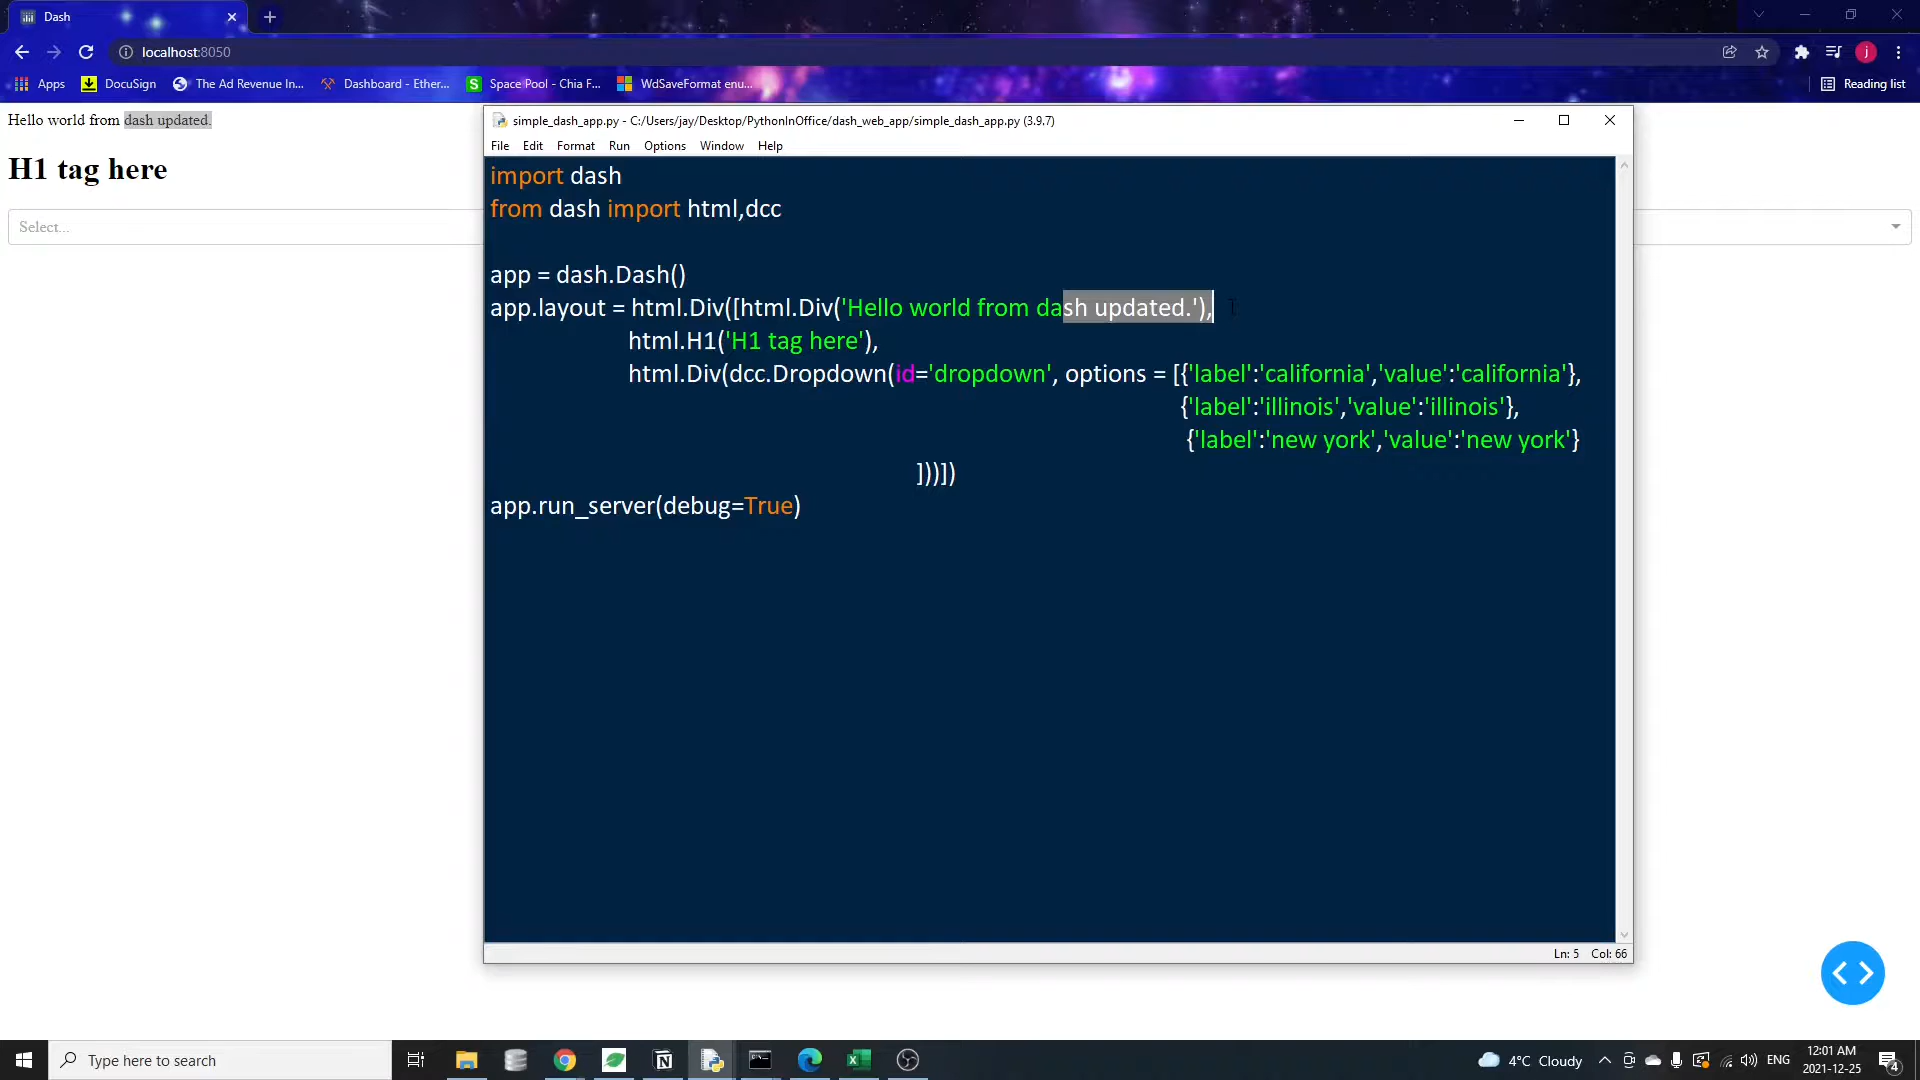 Dash
localhost:8050
Apps
DocuSign
The Ad Revenue In...
Dashboard - Ether...
Space Pool - Chia F...
WdSaveFormat enu...
Reading list
Hello world from dash updated.
H1 tag here
Select...
simple_dash_app.py - C:/Users/jay/Desktop/PythonInOffice/dash_web_app/simple_dash_app.py (3.9.7)
File Edit Format Run Options Window Help
import dash
from dash import html,dcc
app = dash.Dash()
app.layout = html.Div([html.Div('Hello world from dash updated.'),
html.H1('H1 tag here'),
html.Div(dcc.Dropdown(id='dropdown', options = [{'label':'california','value':'california'},
{'label':'illinois','value':'illinois'},
{'label':'new york','value':'new york'}
]))])
app.run_server(debug=True)
Ln: 5 Col: 66
Type here to search
4°C Cloudy
ENG
12:01 AM
2021-12-25
4